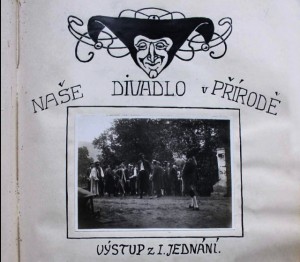 NAŠE DIVADLO V PŘÍRODĚ
VÝSTUP Z I. JEDNÁNÍ.